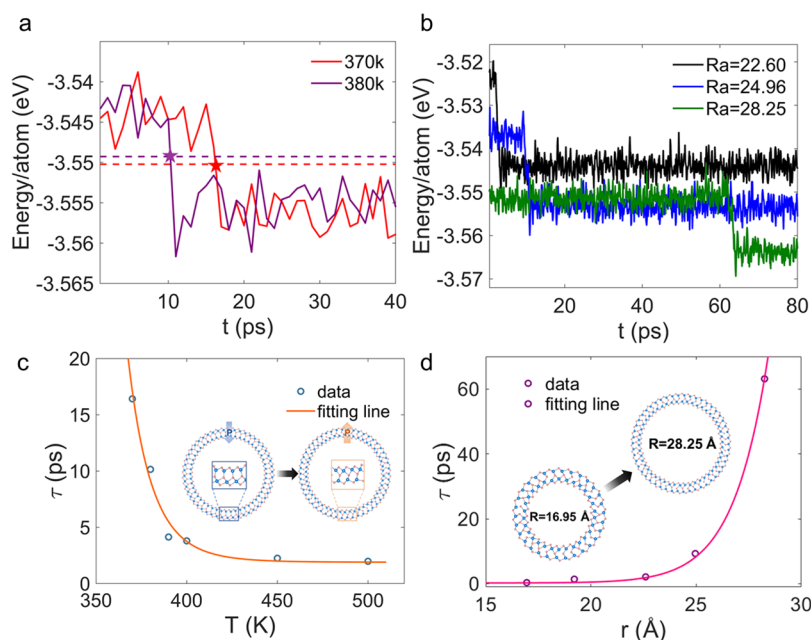 a
370k
380k
-3.54
-3.545
-3.55
-3.555
-3.56
-3.565
Energy/atom (eV)
10 20 30 40
t (ps)
b
Ra=22.60
Ra=24.96
Ra=28.25
-3.52
-3.53
-3.54
-3.55
-3.56
-3.57
Energy/atom (eV)
20 40 60 80
t (ps)
c
data
fitting line
P P
20
15
10
5
0
τ (ps)
350 400 450 500
T (K)
d
data
fitting line
R=28.25 Å
R=16.95 Å
60
40
20
0
τ (ps)
15 20 25 30
r (Å)